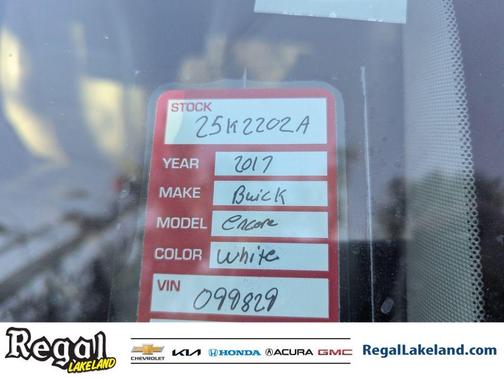 STOCK
25K2202A
YEAR 2017
MAKE Buick
MODEL encore
COLOR White
VIN
099829
Regal LAKELAND
CHEVROLET KIA HONDA ACURA GMC
RegalLakeland.com